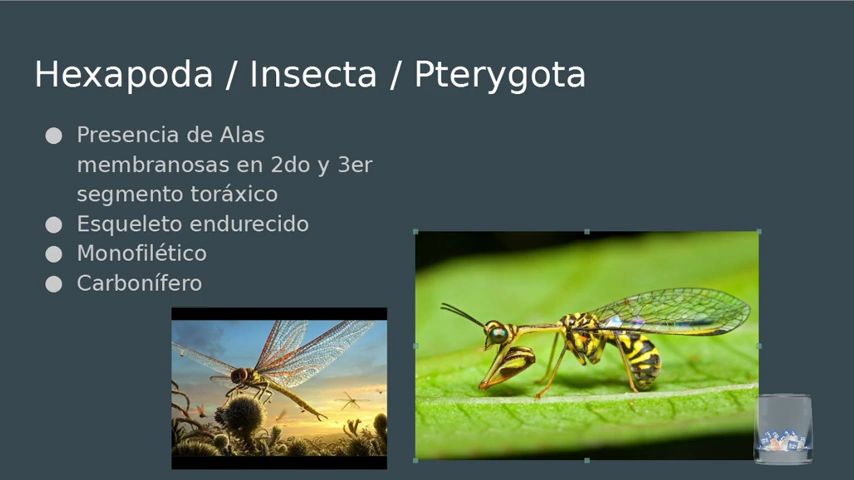 Hexapoda / Insecta / Pterygota
● Presencia de Alas
membranosas en 2do y 3er
segmento toráxico
● Esqueleto endurecido
● Monofilético
● Carbonífero